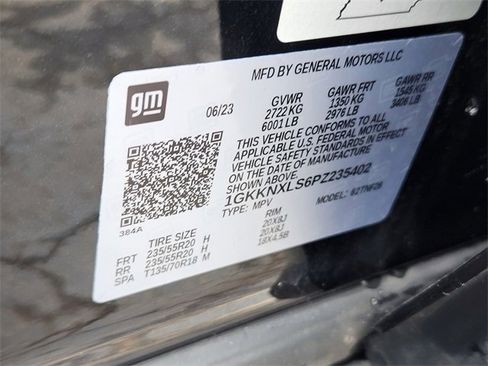 MFD BY GENERAL MOTORS LLC
gm
06/23
GVWR GAWR FRT GAWR RR
2722 KG 1350 KG 1545 KG
6001 LB 2976 LB 3406 LB
THIS VEHICLE CONFORMS TO ALL
APPLICABLE U.S. FEDERAL MOTOR
VEHICLE SAFETY STANDARDS IN EFFECT
ON THE DATE OF MANUFACTURE
SHOWN ABOVE.
1GKKNXLS6PZ235402
TYPE: MPV MODEL:
384A
TIRE SIZE RIM
FRT 235/55R20 H 20X8J
RR 235/55R20 H 20X8J
SPA T135/70R18 M 18X4.5B